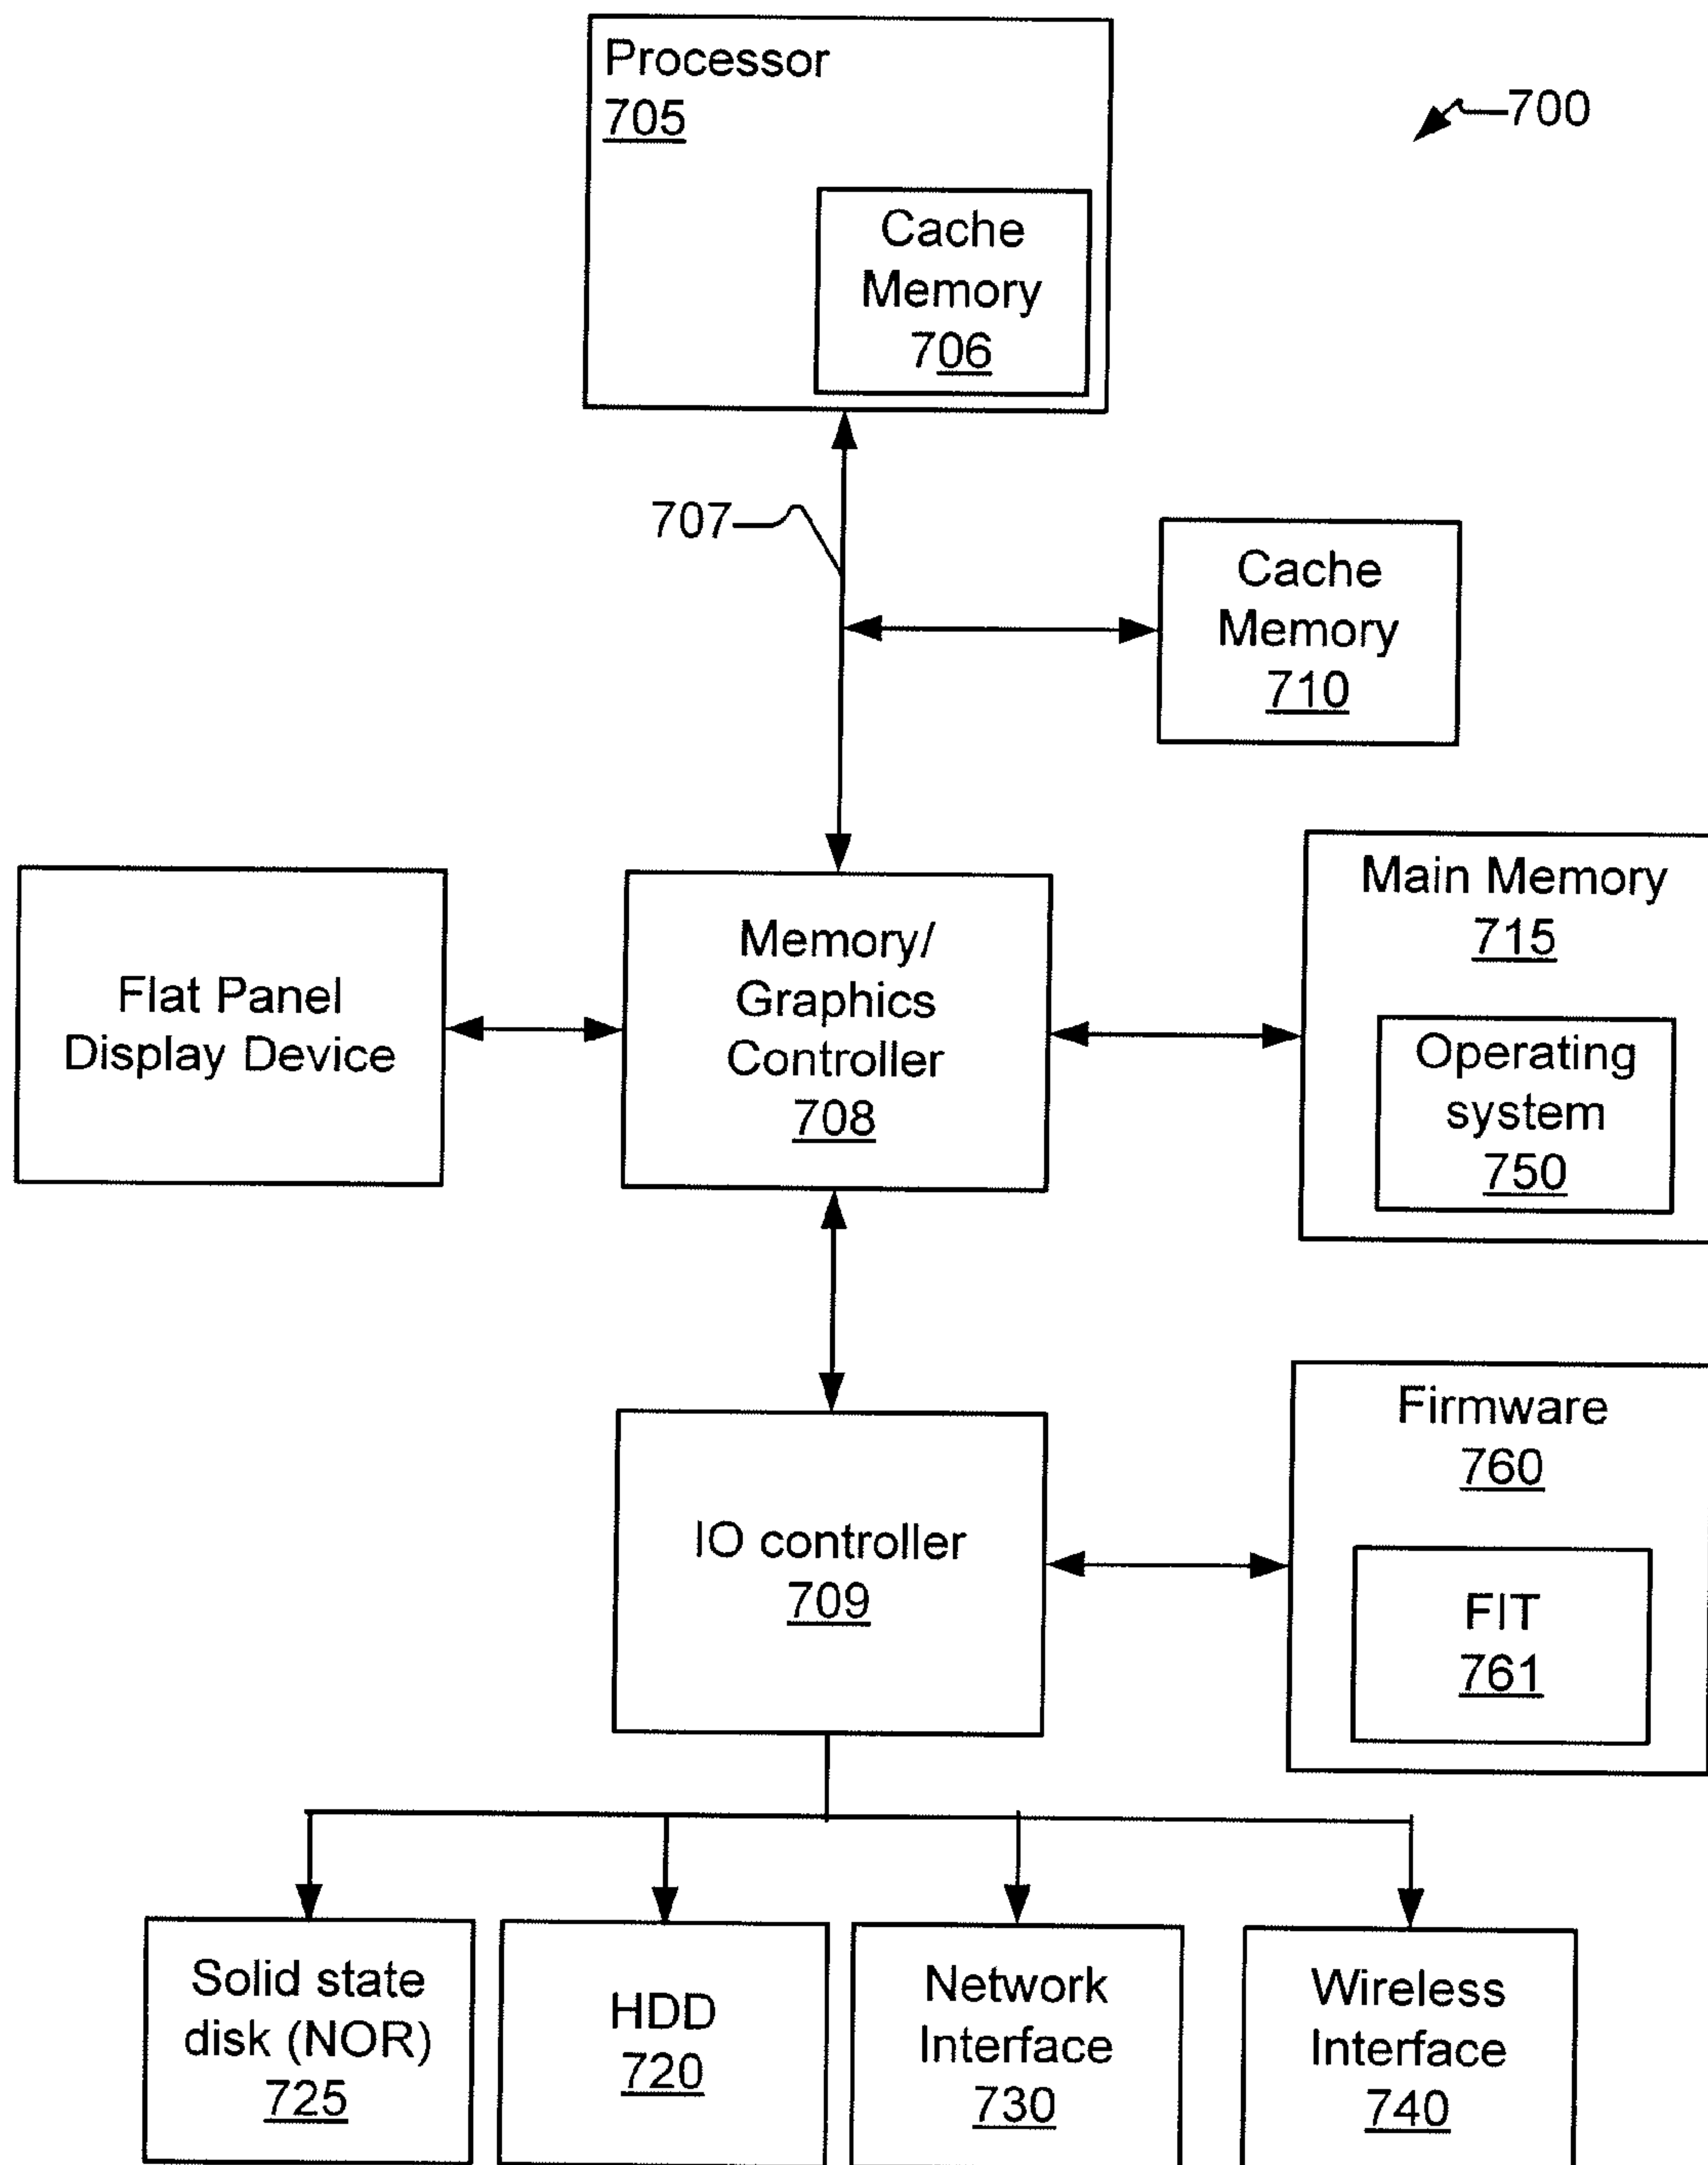 Processor
705
700
Cache
Memory
706
707
Cache
Memory
710
Main Memory
715
Memory/
Graphics
Controller
708
Flat Panel
Display Device
Operating
system
750
Firmware
760
IO controller
709
FIT
761
Solid state
disk (NOR)
725
HDD
720
Network
Interface
730
Wireless
Interface
740